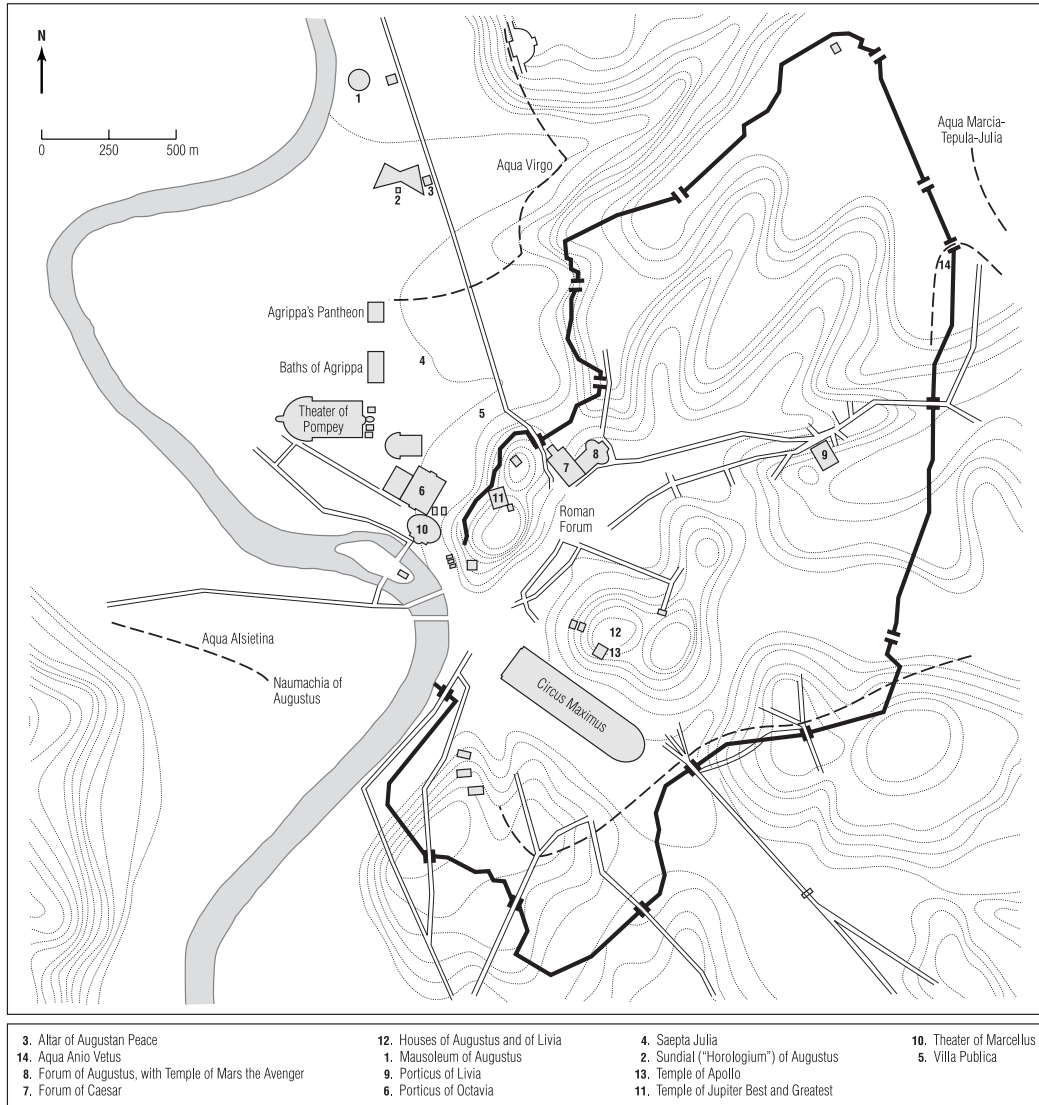 N
0 250 500 m
1
Aqua Marcia-
Tepula-Julia
Aqua Virgo
3
2
14
Agrippa's Pantheon
4
Baths of Agrippa
Theater of
Pompey
5
8
7
9
6
11
10
Roman
Forum
12
13
Aqua Alsietina
Naumachia of
Augustus
Circus Maximus
3. Altar of Augustan Peace
14. Aqua Anio Vetus
8. Forum of Augustus, with Temple of Mars the Avenger
7. Forum of Caesar
12. Houses of Augustus and of Livia
1. Mausoleum of Augustus
9. Porticus of Livia
6. Porticus of Octavia
4. Saepta Julia
2. Sundial ("Horologium") of Augustus
13. Temple of Apollo
11. Temple of Jupiter Best and Greatest
10. Theater of Marcellus
5. Villa Publica